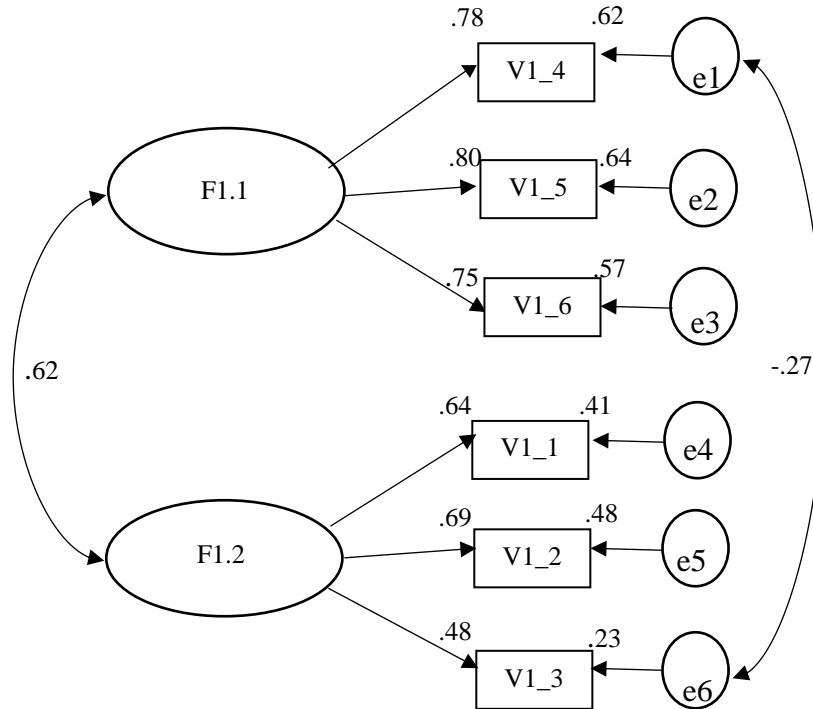 .78 .62
V1_4 e1
.80 .64
F1.1 V1_5 e2
.75 .57
V1_6 e3
.62 -.27
.64 .41
V1_1 e4
.69 .48
F1.2 V1_2 e5
.48 .23
V1_3 e6